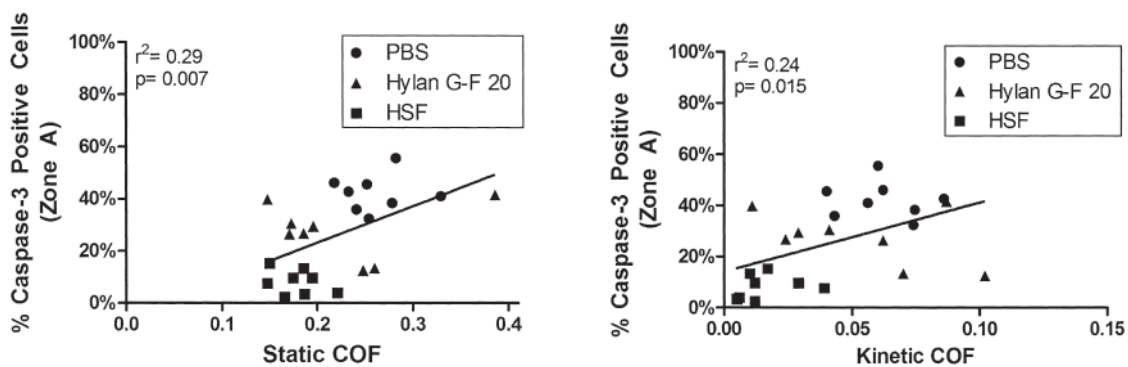 % Caspase-3 Positive Cells
(Zone A)
100%
80%
60%
40%
20%
0%
r²= 0.29
p= 0.007
PBS
Hylan G-F 20
HSF
0.0
0.1
0.2
0.3
0.4
Static COF
% Caspase-3 Positive Cells
(Zone A)
100%
80%
60%
40%
20%
0%
r²= 0.24
p= 0.015
PBS
Hylan G-F 20
HSF
0.00
0.05
0.10
0.15
Kinetic COF